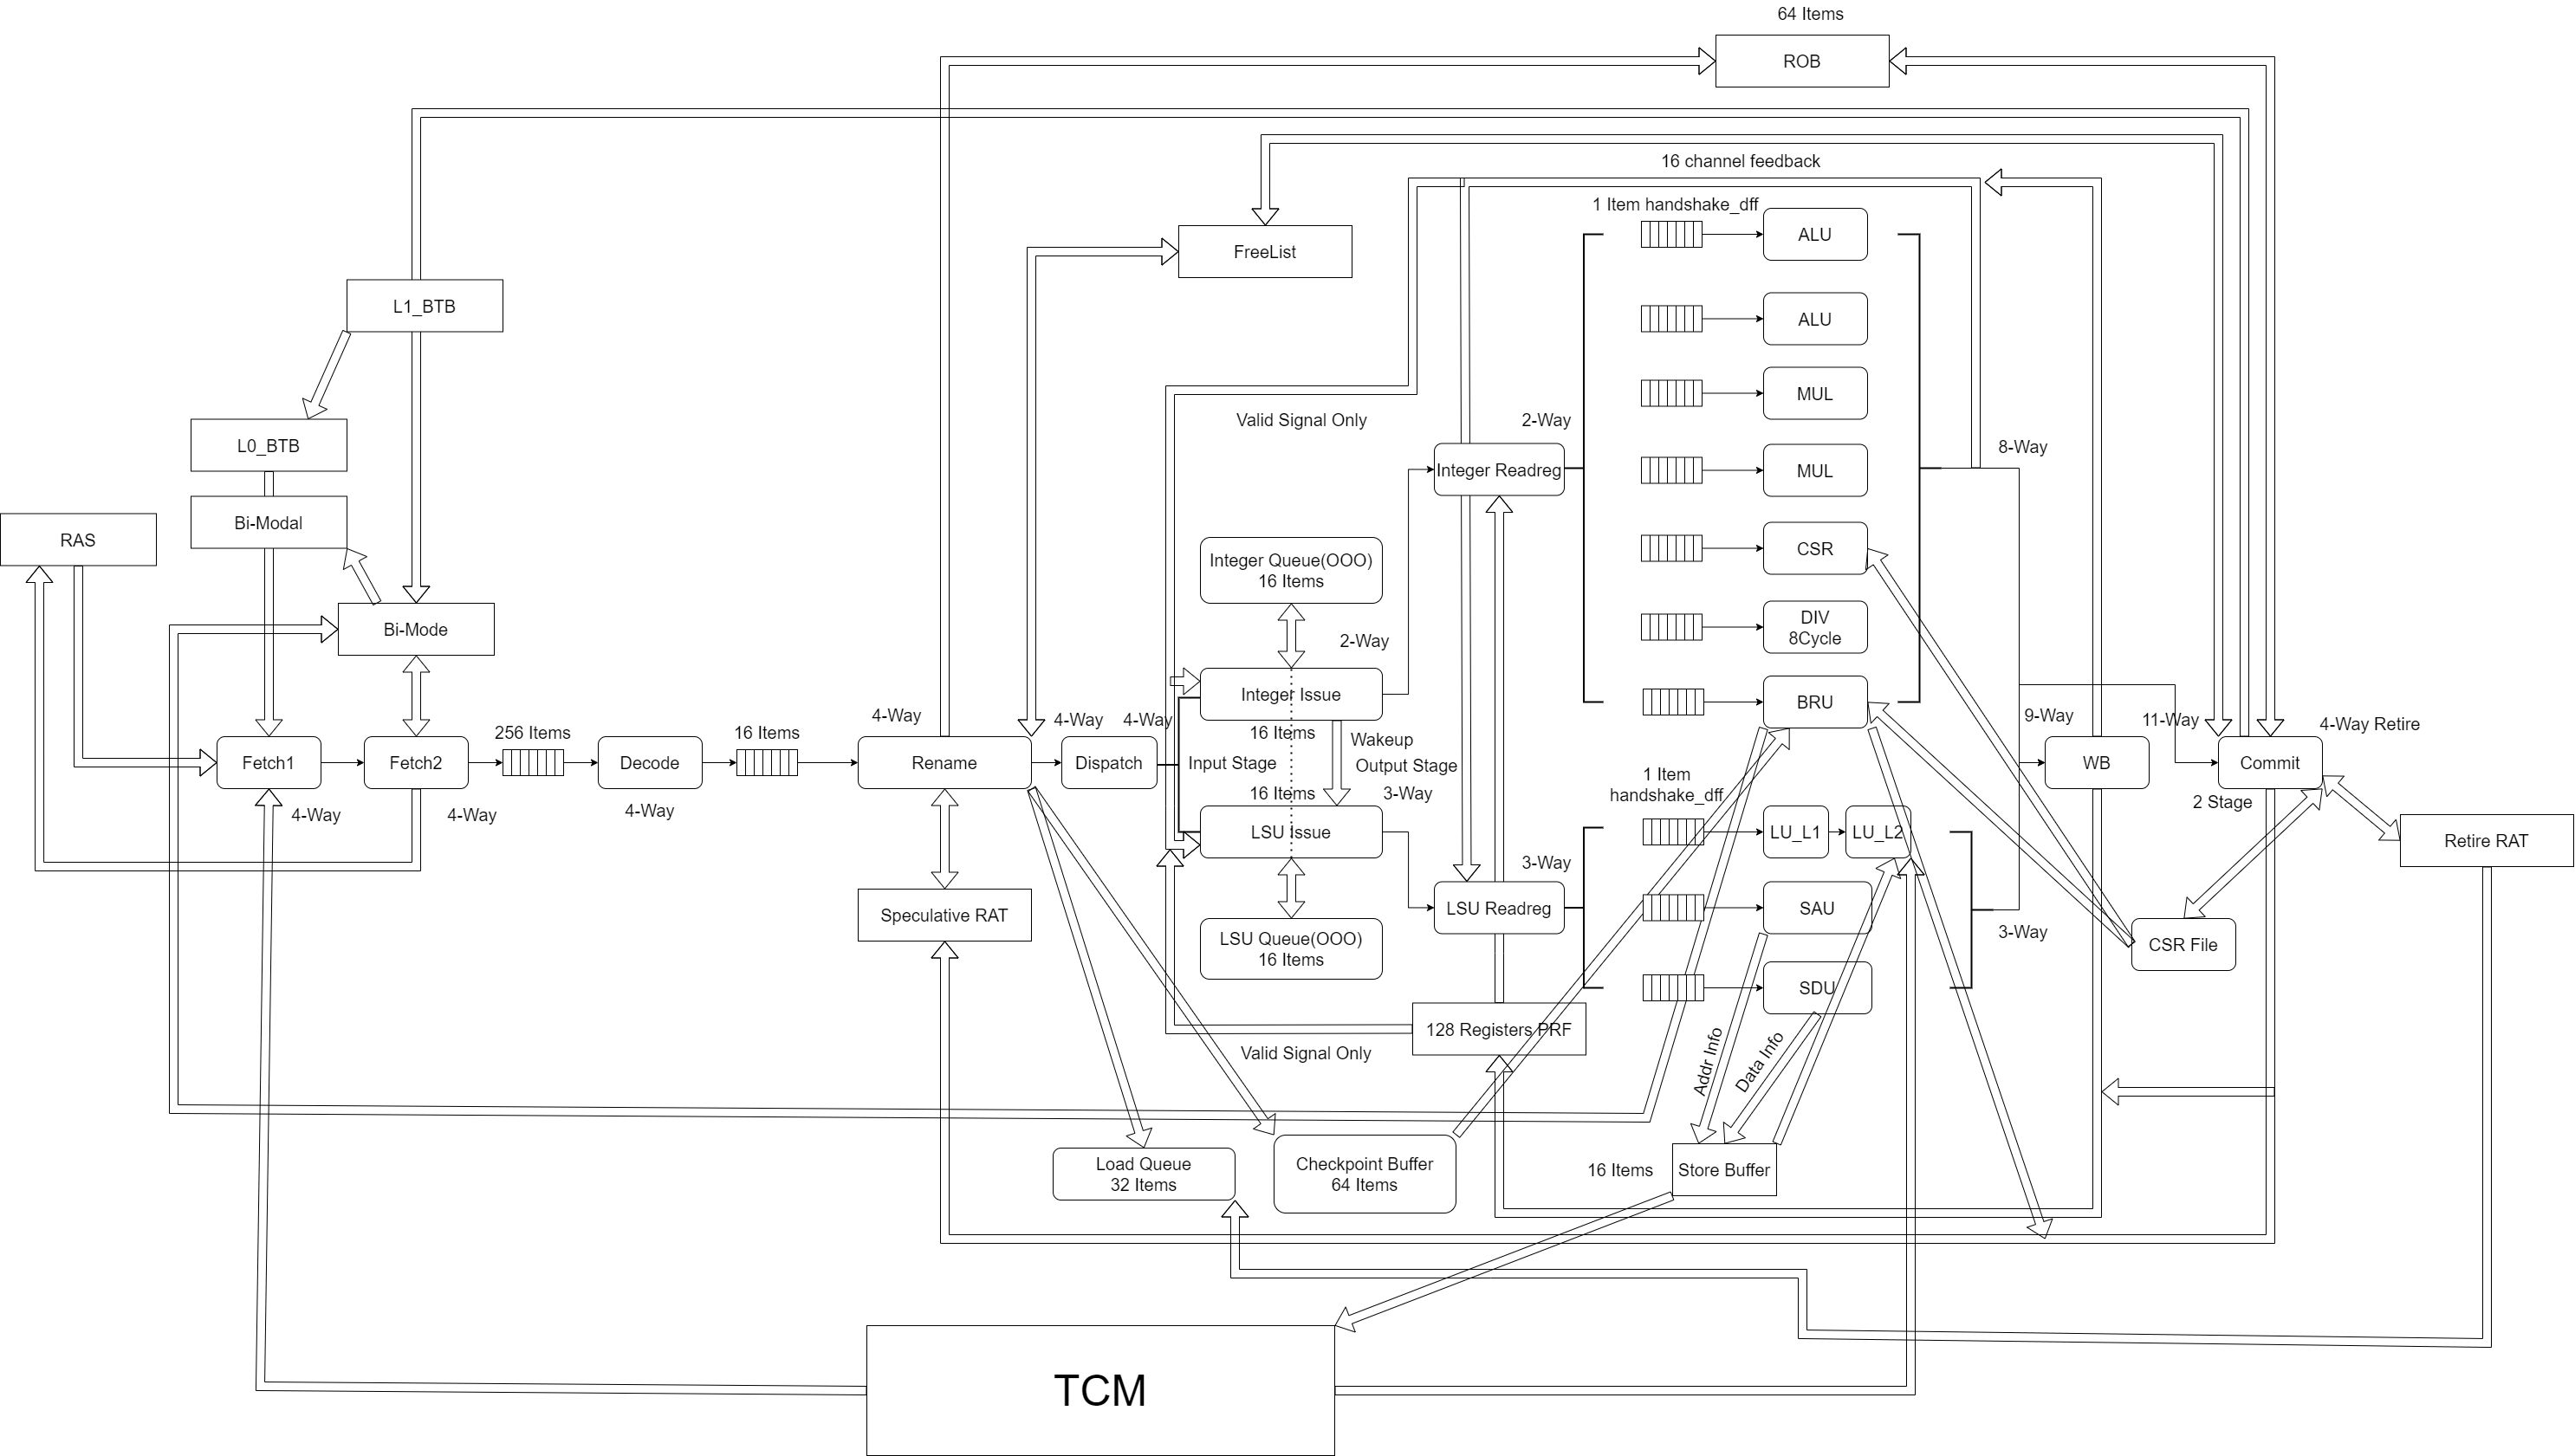 64 Items
ROB
16 channel feedback
1 Item handshake_dff
ALU
FreeList
L1_BTB
ALU
MUL
Valid Signal Only
2-Way
L0_BTB
8-Way
Integer Readreg
MUL
Bi-Modal
RAS
CSR
Integer Queue(OOO)
16 Items
DIV
8Cycle
Bi-Mode
2-Way
Integer Issue
BRU
4-Way
4-Way
4-Way
9-Way
11-Way
4-Way Retire
256 Items
16 Items
16 Items
Wakeup
Fetch1
Fetch2
Decode
Rename
Dispatch
Input Stage
Output Stage
WB
Commit
1 Item
handshake_dff
16 Items
3-Way
2 Stage
4-Way
4-Way
4-Way
LSU Issue
LU_L1
LU_L2
Retire RAT
3-Way
Speculative RAT
LSU Readreg
SAU
3-Way
LSU Queue(OOO)
16 Items
CSR File
SDU
128 Registers PRF
Valid Signal Only
Addr Info
Data Info
Load Queue
32 Items
Checkpoint Buffer
64 Items
16 Items
Store Buffer
TCM